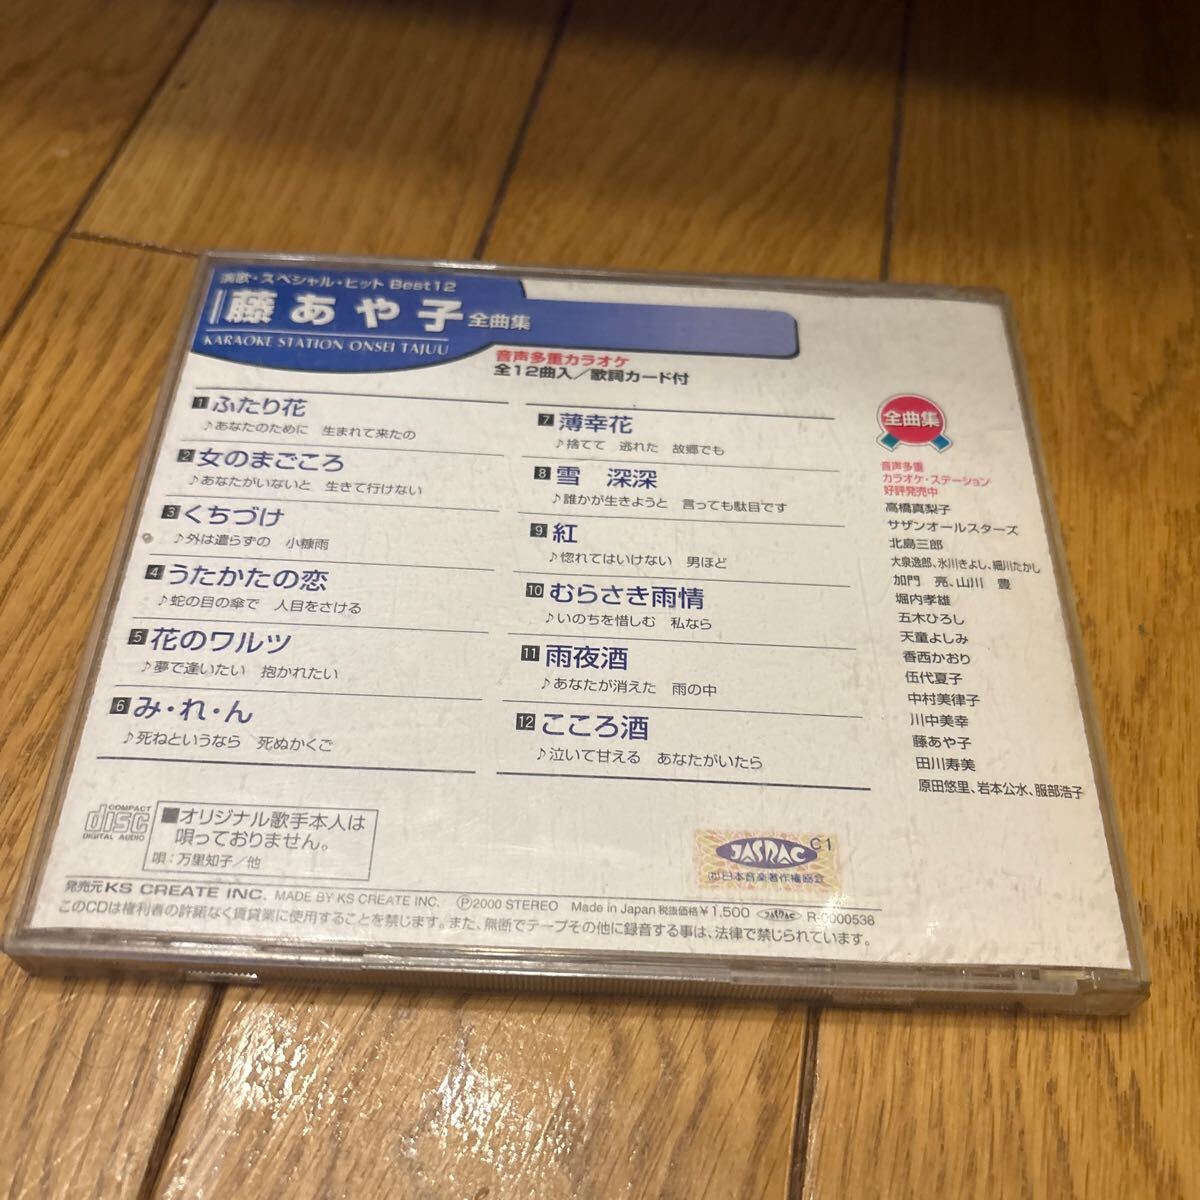 演歌・スペシャル・ヒット Best12
藤あや子 全曲集
KARAOKE STATION ONSEI TAJUU
音声多重カラオケ
全12曲入／歌詞カード付
1 ふたり花
♪あなたのために 生まれて来たの
2 女のまごころ
♪あなたがいないと 生きて行けない
3 くちづけ
♪外は遣らずの 小糠雨
4 うたかたの恋
♪蛇の目の傘で 人目をさける
5 花のワルツ
♪夢で逢いたい 抱かれたい
6 み・れ・ん
♪死ねというなら 死ぬかくご
7 薄幸花
♪捨てて 逃れた 故郷でも
8 雪 深深
♪誰かが生きようと 言っても駄目です
9 紅
♪惚れてはいけない 男ほど
10 むらさき雨情
♪いのちを惜しむ 私なら
11 雨夜酒
♪あなたが消えた 雨の中
12 こころ酒
♪泣いて甘える あなたがいたら
全曲集
音声多重
カラオケ・ステーション
好評発売中
高橋真梨子
サザンオールスターズ
北島三郎
大泉逸郎、氷川きよし、細川たかし
加門 亮、山川 豊
堀内孝雄
五木ひろし
天童よしみ
香西かおり
伍代夏子
中村美律子
川中美幸
藤あや子
田川寿美
原田悠里、岩本公水、服部浩子
COMPACT
disc
DIGITAL AUDIO
■オリジナル歌手本人は
唄っておりません。
唄：万里知子／他
JASRAC C1
㈳日本音楽著作権協会
発売元 KS CREATE INC. MADE BY KS CREATE INC. Ⓟ2000 STEREO Made in Japan 税抜価格¥1,500 JASRAC R-0000538
このCDは権利者の許諾なく賃貸業に使用することを禁じます。また、無断でテープその他に録音する事は、法律で禁じられています。